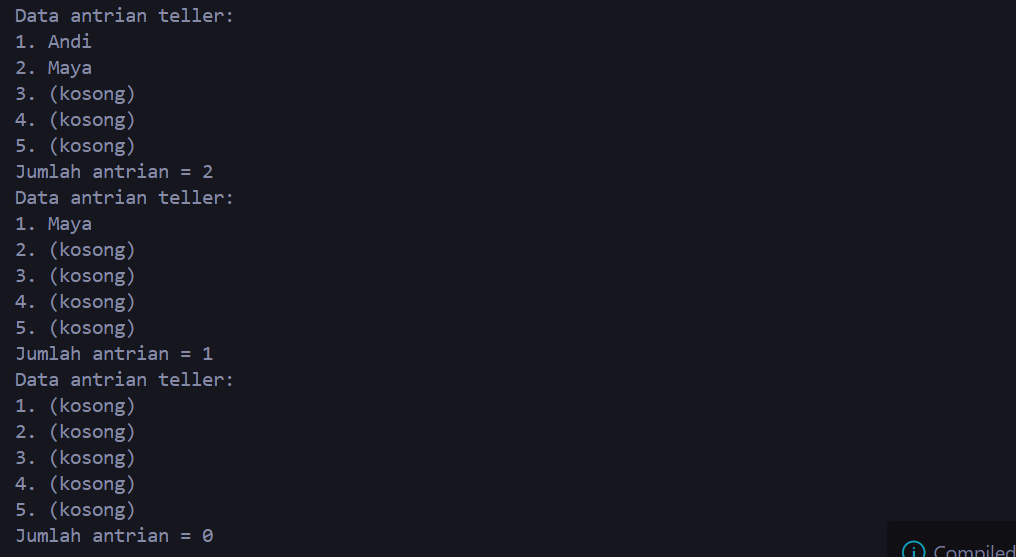 Data antrian teller:
1. Andi
2. Maya
3. (kosong)
4. (kosong)
5. (kosong)
Jumlah antrian = 2
Data antrian teller:
1. Maya
2. (kosong)
3. (kosong)
4. (kosong)
5. (kosong)
Jumlah antrian = 1
Data antrian teller:
1. (kosong)
2. (kosong)
3. (kosong)
4. (kosong)
5. (kosong)
Jumlah antrian = 0
Compiled